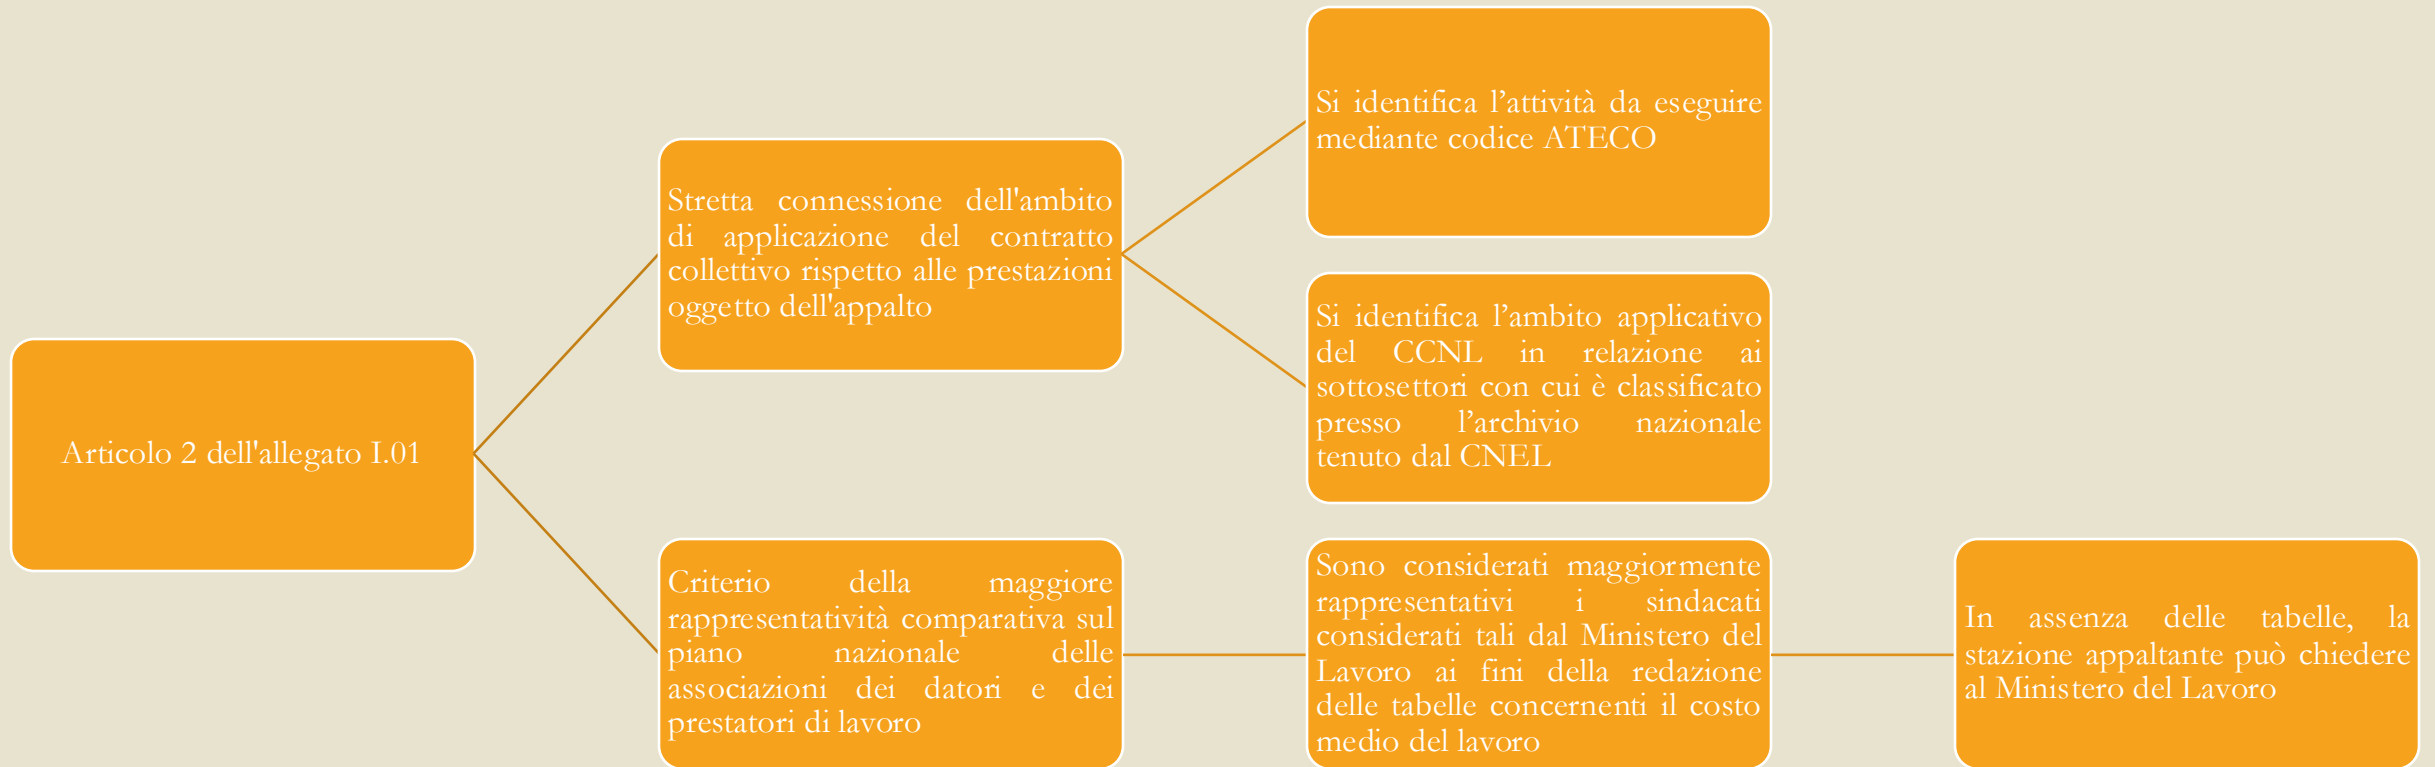 Articolo 2 dell'allegato I.01
Stretta connessione dell'ambito
di applicazione del contratto
collettivo rispetto alle prestazioni
oggetto dell'appalto
Si identifica l’attività da eseguire
mediante codice ATECO
Si identifica l’ambito applicativo
del CCNL in relazione ai
sottosettori con cui è classificato
presso l’archivio nazionale
tenuto dal CNEL
Criterio della maggiore
rappresentatività comparativa sul
piano nazionale delle
associazioni dei datori e dei
prestatori di lavoro
Sono considerati maggiormente
rappresentativi i sindacati
considerati tali dal Ministero del
Lavoro ai fini della redazione
delle tabelle concernenti il costo
medio del lavoro
In assenza delle tabelle, la
stazione appaltante può chiedere
al Ministero del Lavoro